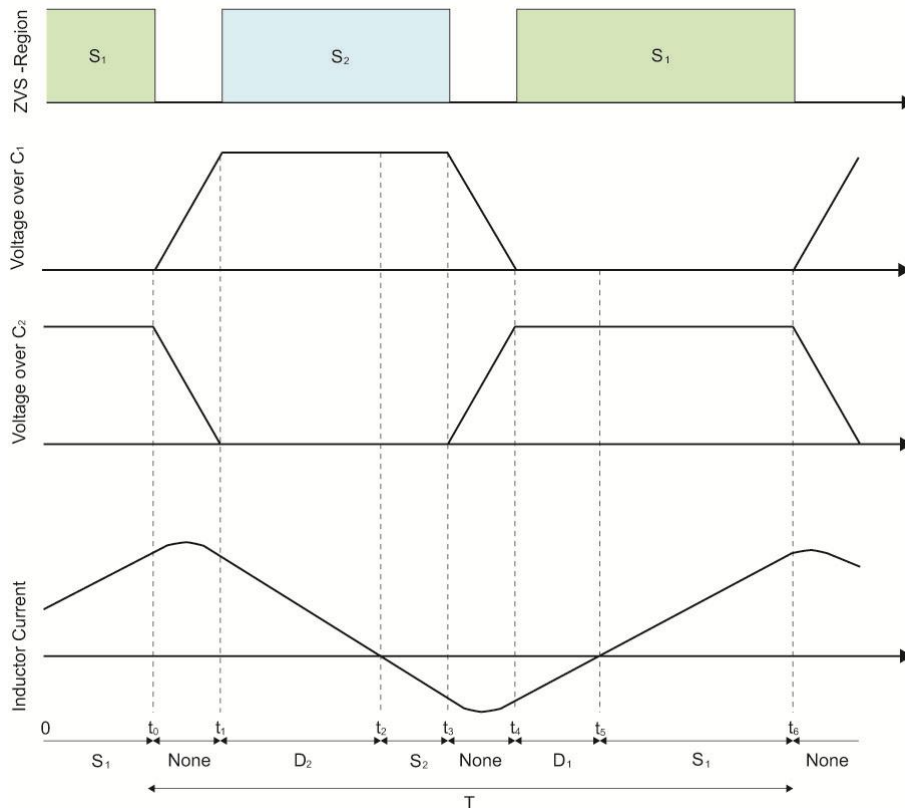 ZVS -Region
S₁
S₂
S₁
Voltage over C₁
Voltage over C₂
Inductor Current
0
t₀
t₁
t₂
t₃
t₄
t₅
t₆
S₁
None
D₂
S₂
None
D₁
S₁
None
T